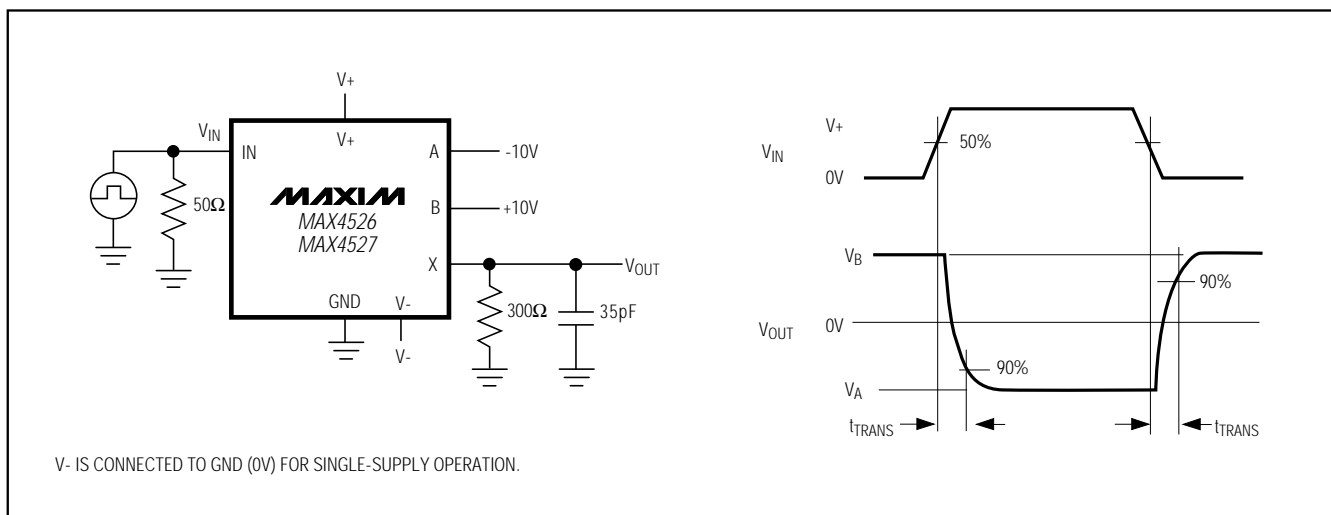 V+
V+
VIN
IN
A
-10V
50Ω
MAXIM
MAX4526
MAX4527
B
+10V
X
VOUT
GND
V-
300Ω
35pF
V-
V- IS CONNECTED TO GND (0V) FOR SINGLE-SUPPLY OPERATION.
V+
50%
VIN
0V
VB
90%
VOUT
0V
90%
VA
tTRANS
tTRANS